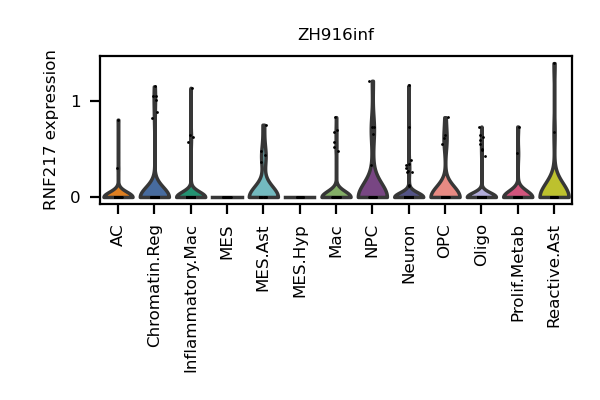 ZH916inf
RNF217 expression
1
0
AC
Chromatin.Reg
Inflammatory.Mac
MES
MES.Ast
MES.Hyp
Mac
NPC
Neuron
OPC
Oligo
Prolif.Metab
Reactive.Ast